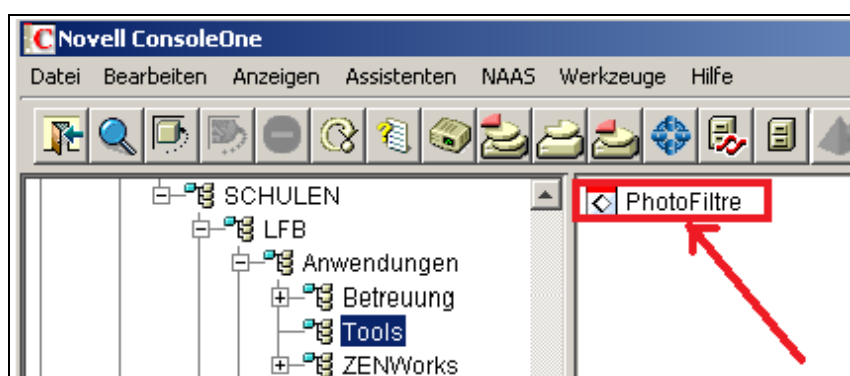 Novell ConsoleOne
Datei Bearbeiten Anzeigen Assistenten NAAS Werkzeuge Hilfe
SCHULEN
PhotoFiltre
LFB
Anwendungen
Betreuung
Tools
ZENWorks